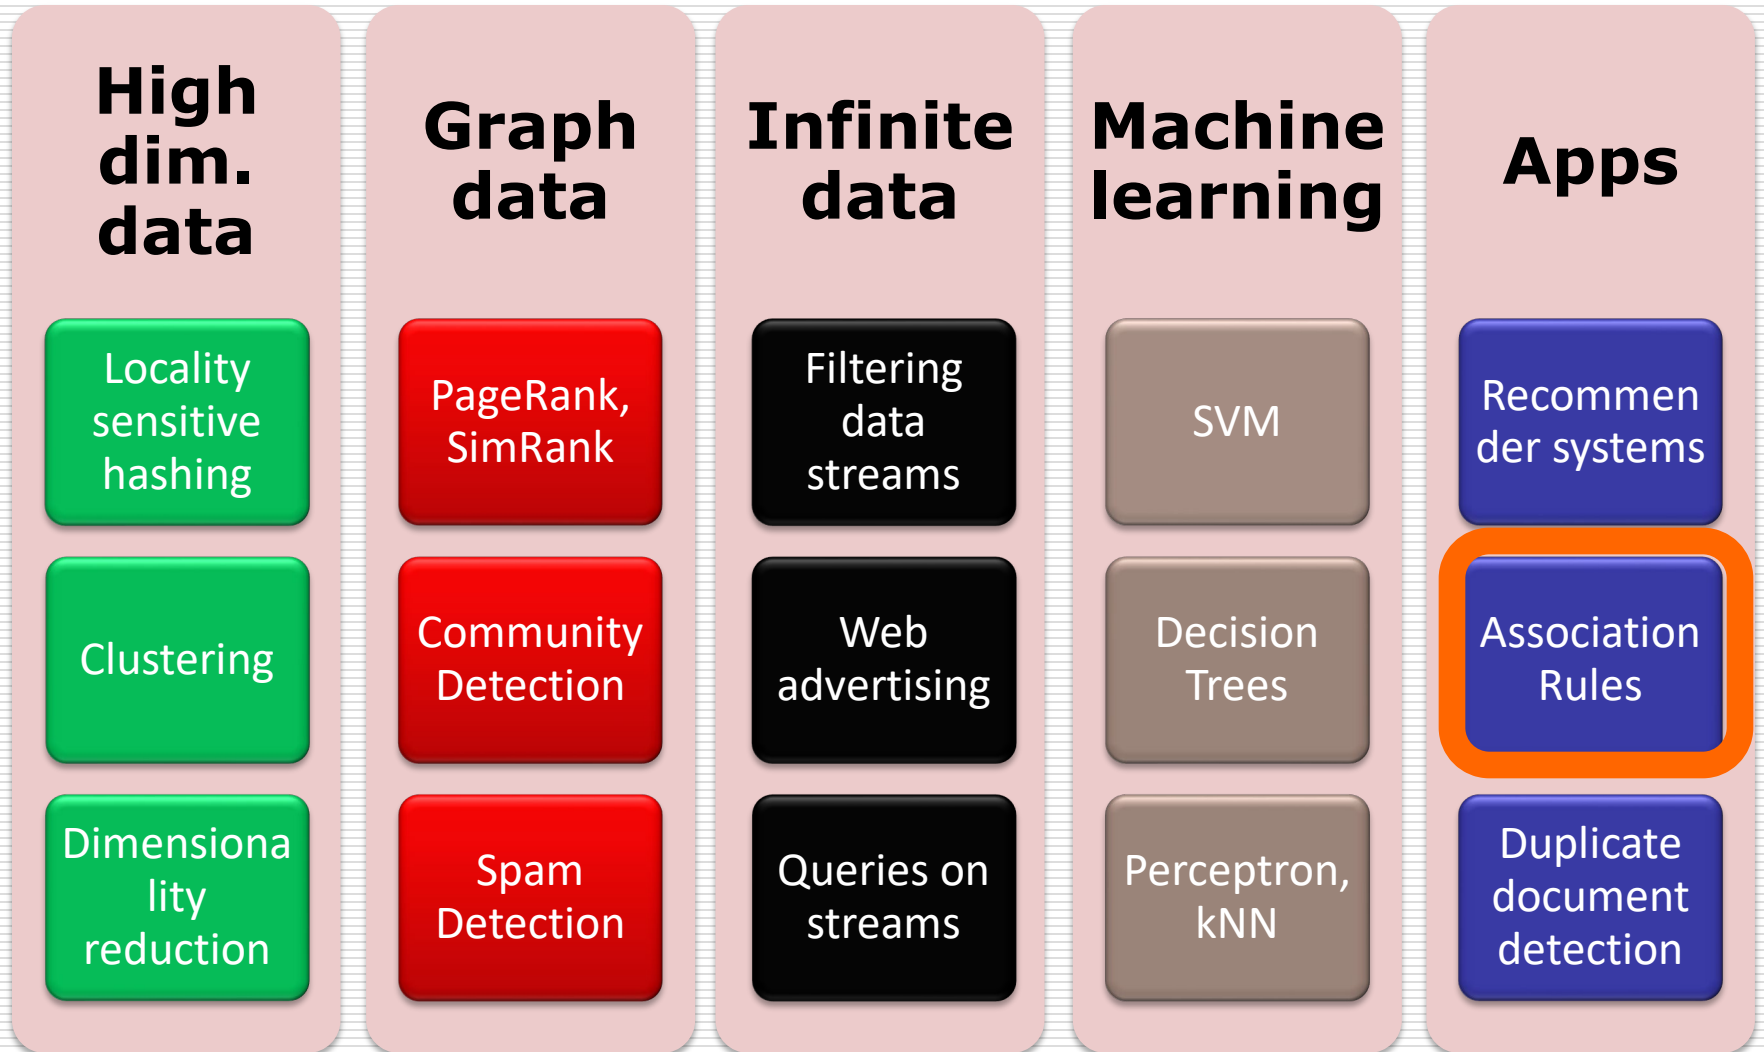 High
dim.
data
Locality
sensitive
hashing
Clustering
Dimensiona
lity
reduction
Graph
data
PageRank,
SimRank
Community
Detection
Spam
Detection
Infinite
data
Filtering
data
streams
Web
advertising
Queries on
streams
Machine
learning
SVM
Decision
Trees
Perceptron,
kNN
Apps
Recommen
der systems
Association
Rules
Duplicate
document
detection